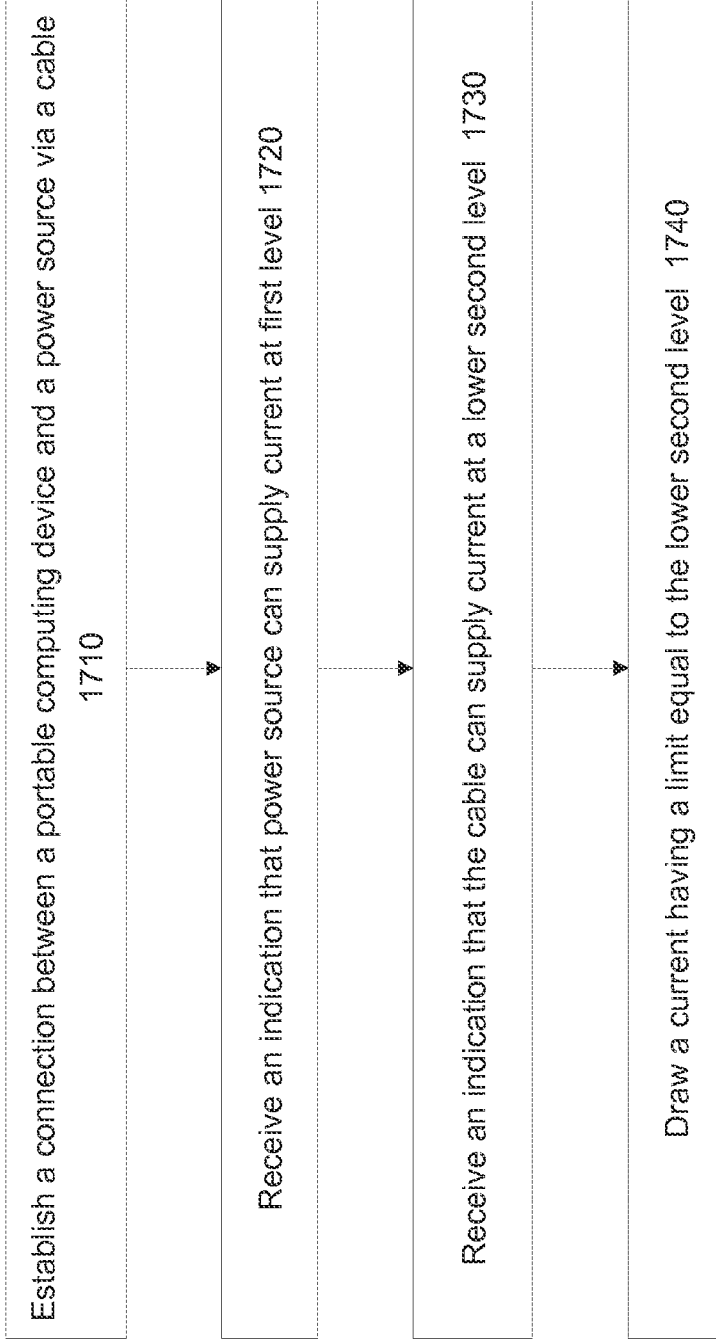 Establish a connection between a portable computing device and a power source via a cable
1710
Receive an indication that power source can supply current at first level 1720
Receive an indication that the cable can supply current at a lower second level 1730
Draw a current having a limit equal to the lower second level 1740